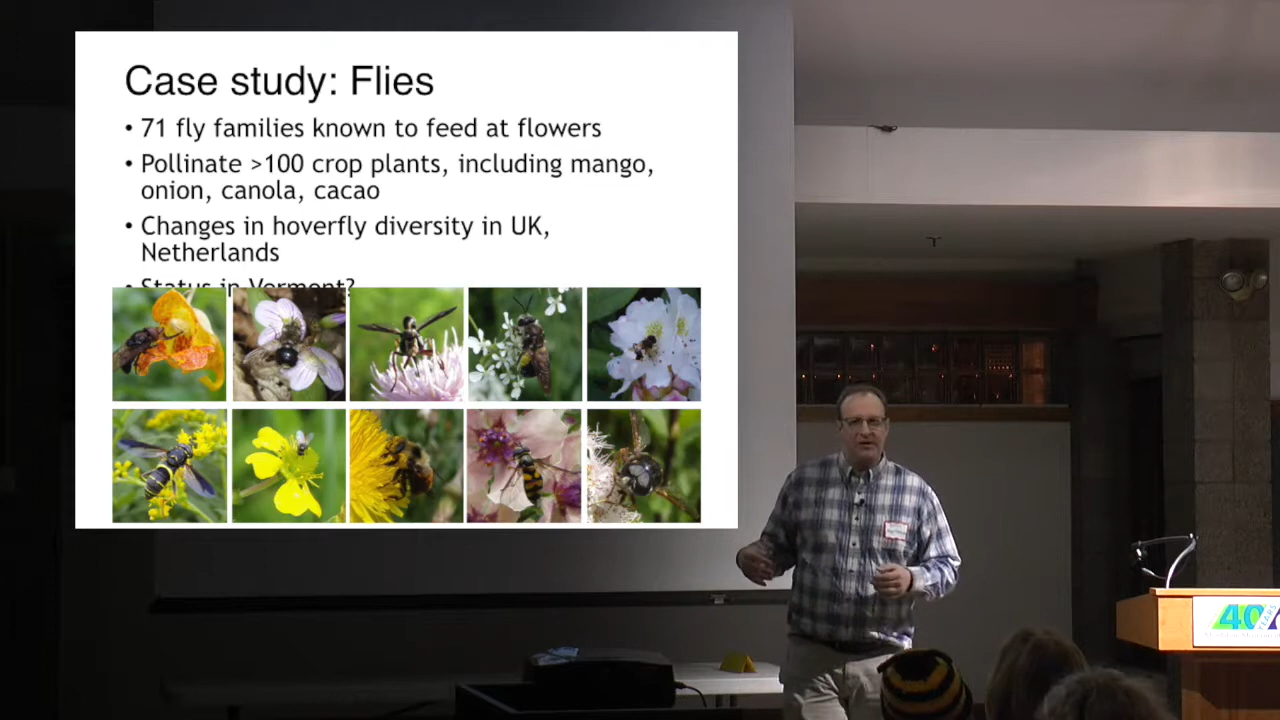 Case study: Flies
• 71 fly families known to feed at flowers
• Pollinate >100 crop plants, including mango,
onion, canola, cacao
• Changes in hoverfly diversity in UK,
Netherlands
• Status in Vermont?
40
YEARS